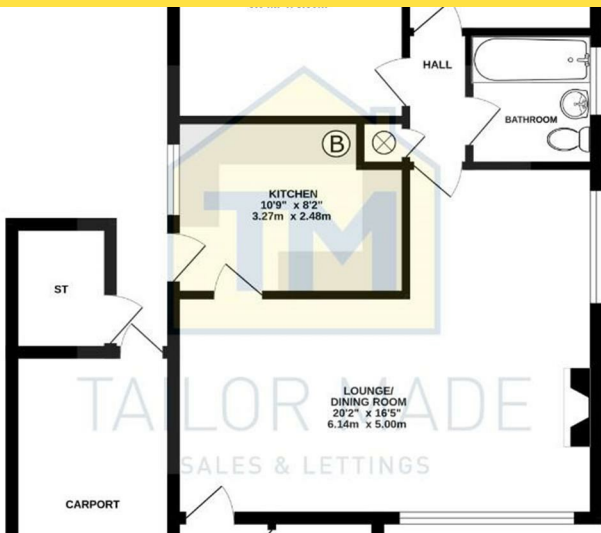 HALL
BATHROOM
B
KITCHEN
10'9" x 8'2"
3.27m x 2.48m
TM
ST
LOUNGE/
DINING ROOM
20'2" x 16'5"
6.14m x 5.00m
TAILOR MADE
SALES & LETTINGS
CARPORT